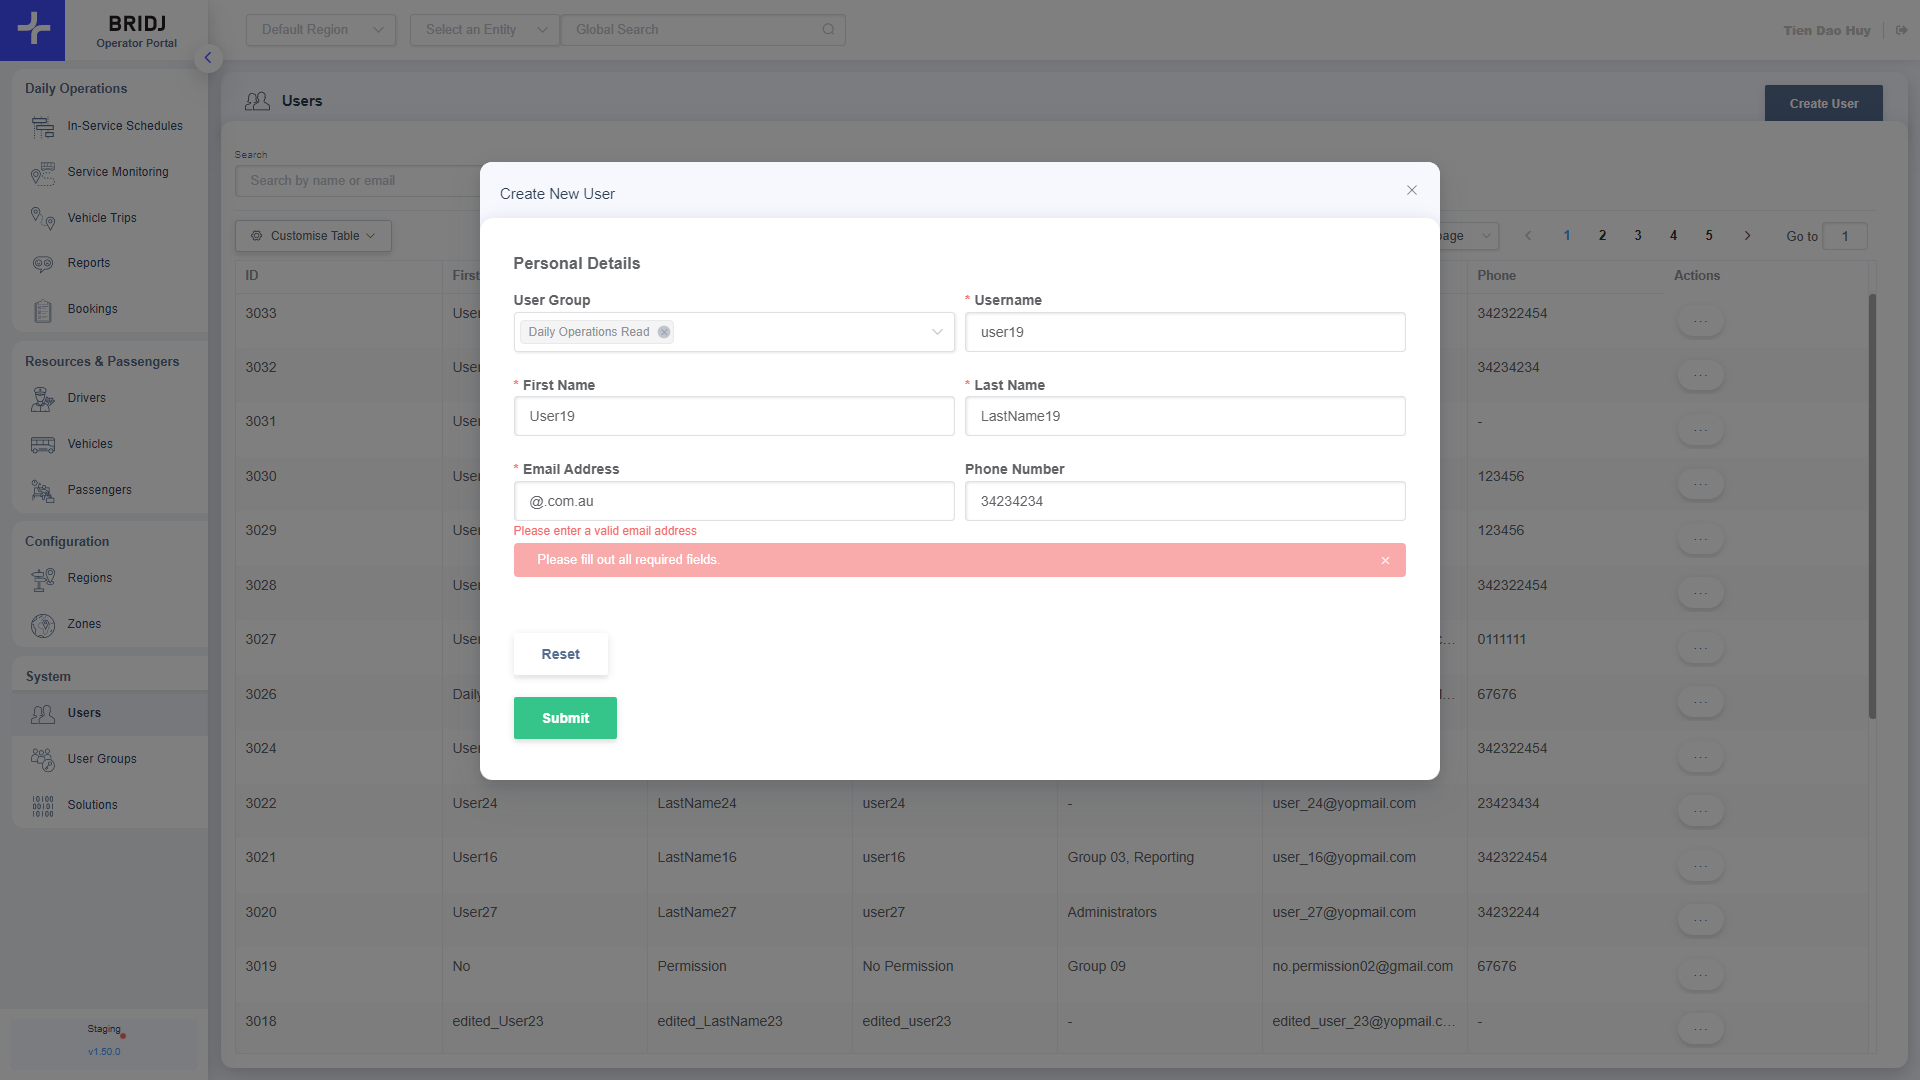 BRIDJ
Operator Portal
Default Region
Select an Entity
Global Search
Tien Dao Huy
Daily Operations
In-Service Schedules
Service Monitoring
Vehicle Trips
Reports
Bookings
Resources & Passengers
Drivers
Vehicles
Passengers
Configuration
Regions
Zones
System
Users
User Groups
Solutions
Staging
v1.50.0
Users
Create User
Search
Search by name or email
Customise Table
age
1 2 3 4 5
Go to 1
ID First Phone Actions
3033 User 342322454 ...
3032 User 34234234 ...
3031 User - ...
3030 User 123456 ...
3029 User 123456 ...
3028 User 342322454 ...
3027 User c... 0111111 ...
3026 Daily l... 67676 ...
3024 User 342322454 ...
3022 User24 LastName24 user24 - user_24@yopmail.com 23423434 ...
3021 User16 LastName16 user16 Group 03, Reporting user_16@yopmail.com 342322454 ...
3020 User27 LastName27 user27 Administrators user_27@yopmail.com 34232244 ...
3019 No Permission No Permission Group 09 no.permission02@gmail.com 67676 ...
3018 edited_User23 edited_LastName23 edited_user23 - edited_user_23@yopmail.c... - ...
Create New User
Personal Details
User Group
Daily Operations Read
* Username
user19
* First Name
User19
* Last Name
LastName19
* Email Address
@.com.au
Please enter a valid email address
Phone Number
34234234
Please fill out all required fields.
Reset
Submit